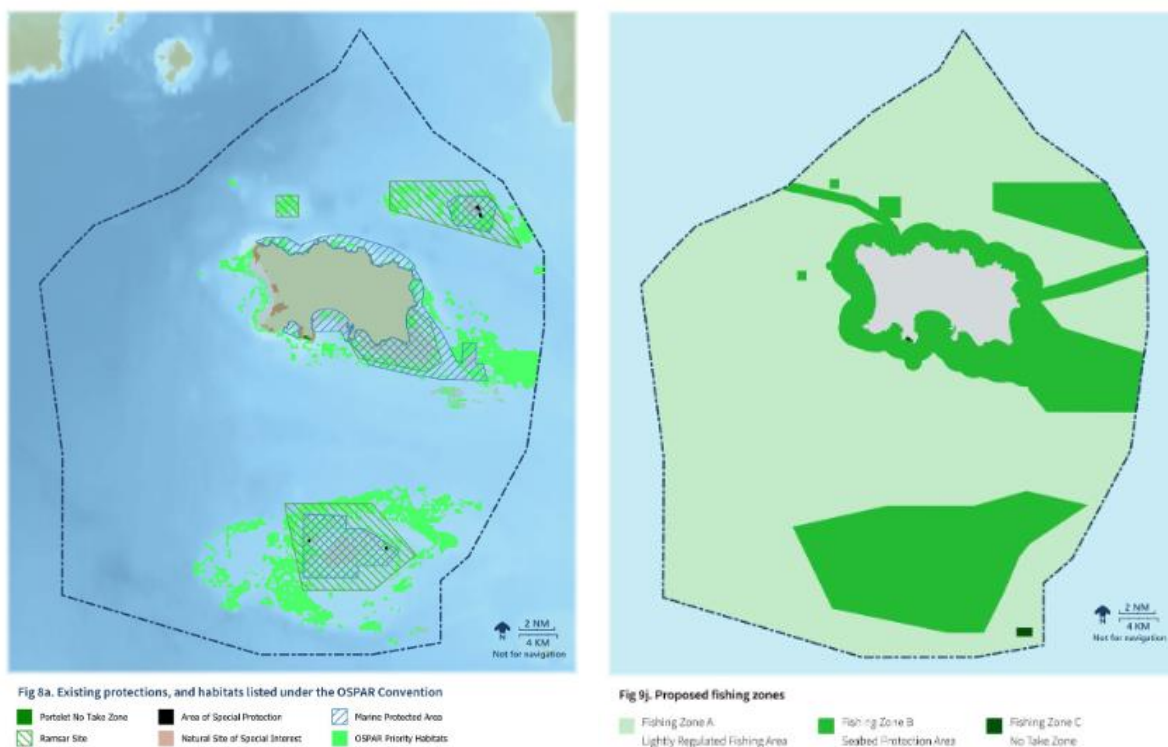 N
2 NM
4 KM
Not for navigation
Fig 8a. Existing protections, and habitats listed under the OSPAR Convention
Portelet No Take Zone
Area of Special Protection
Marine Protected Area
Ramsar Site
Natural Site of Special Interest
OSPAR Priority Habitats
N
2 NM
4 KM
Not for navigation
Fig 9j. Proposed fishing zones
Fishing Zone A
Lightly Regulated Fishing Area
Fishing Zone B
Seabed Protection Area
Fishing Zone C
No Take Zone